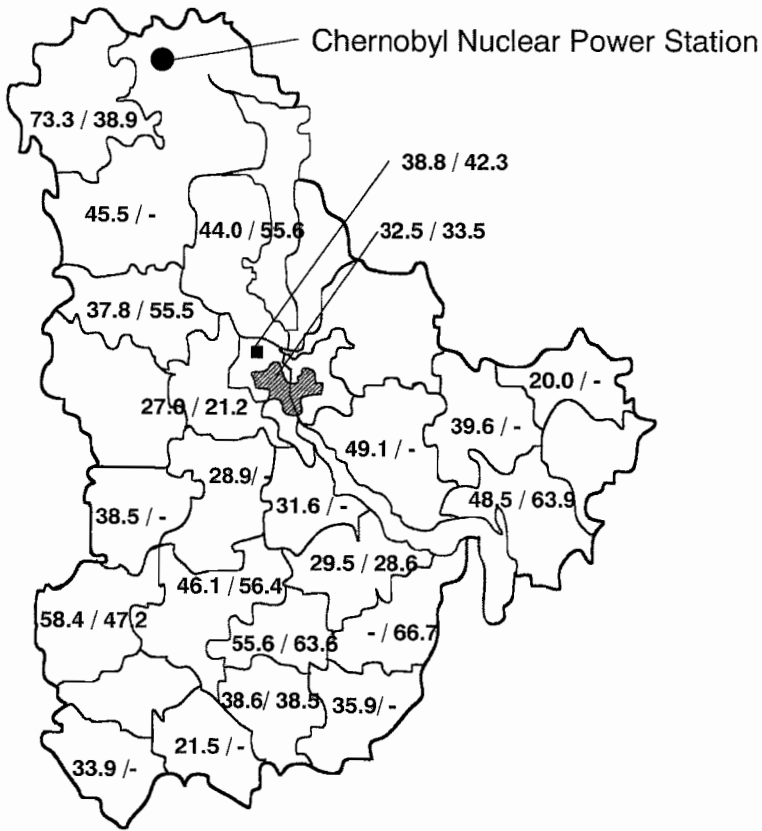 Chernobyl Nuclear Power Station
73.3 / 38.9
38.8 / 42.3
45.5 / -
44.0 / 55.6
32.5 / 33.5
37.8 / 55.5
20.0 / -
27.0 / 21.2
39.6 / -
49.1 / -
28.9/ -
48.5 / 63.9
31.6 / -
38.5 / -
29.5 / 28.6
46.1 / 56.4
58.4 / 47.2
- / 66.7
55.6 / 63.6
38.6/ 38.5
35.9/ -
21.5 / -
33.9 /-